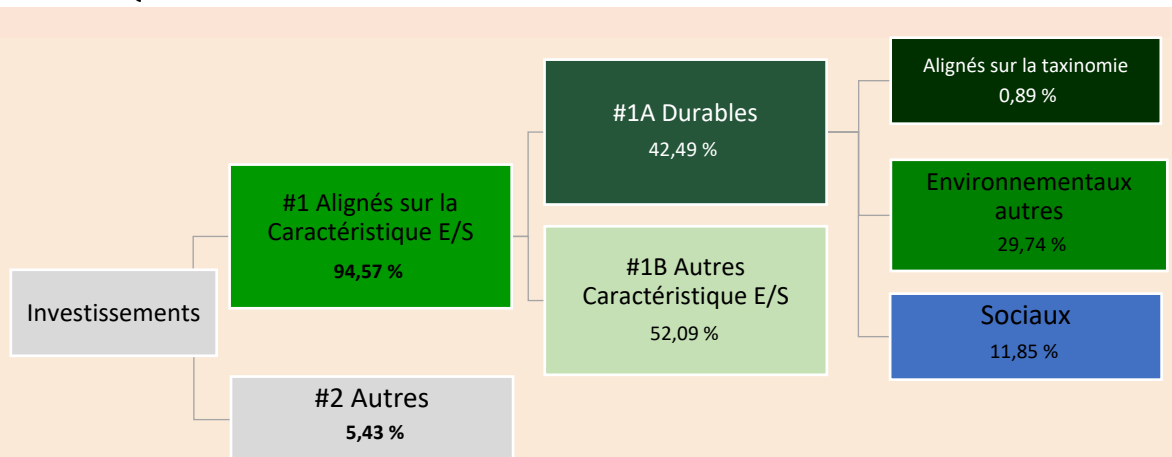 Investissements
#1 Alignés sur la
Caractéristique E/S
94,57 %
#2 Autres
5,43 %
#1A Durables
42,49 %
#1B Autres
Caractéristique E/S
52,09 %
Alignés sur la taxinomie
0,89 %
Environnementaux
autres
29,74 %
Sociaux
11,85 %